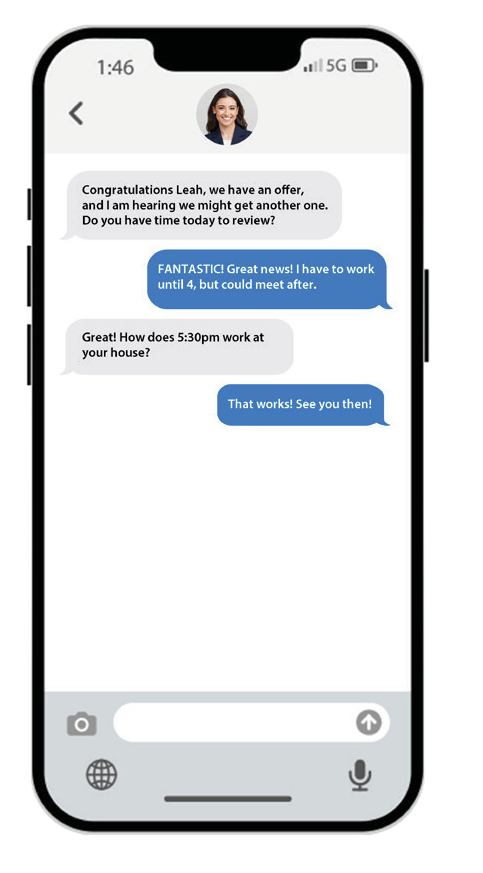 1:46
5G
Congratulations Leah, we have an offer,
and I am hearing we might get another one.
Do you have time today to review?
FANTASTIC! Great news! I have to work
until 4, but could meet after.
Great! How does 5:30pm work at
your house?
That works! See you then!